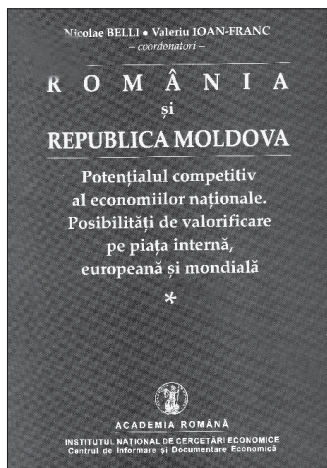 Nicolae BELLI • Valeriu IOAN-FRANC
– coordonatori –
ROMÂNIA
și
REPUBLICA MOLDOVA
Potențialul competitiv
al economiilor naționale.
Posibilități de valorificare
pe piața internă,
europeană și mondială
*
ACADEMIA ROMÂNĂ
INSTITUTUL NAȚIONAL DE CERCETĂRI ECONOMICE
Centrul de Informare și Documentare Economică